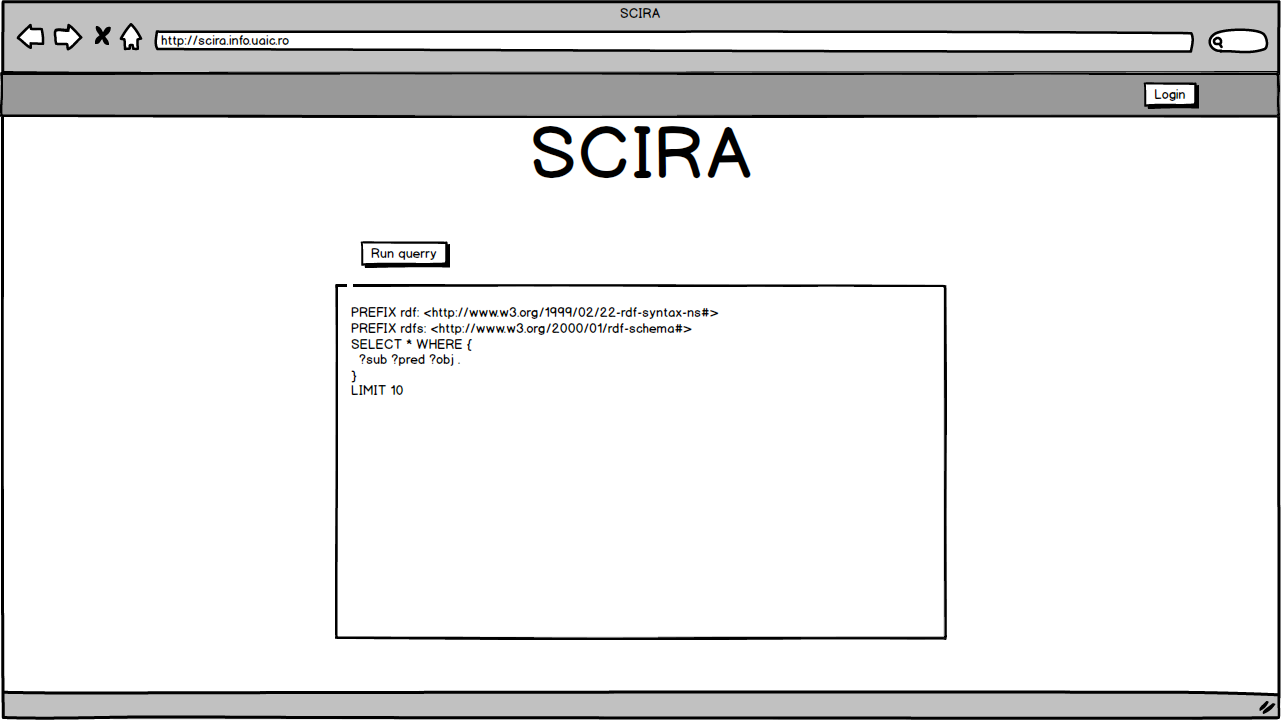 SCIRA
http://scira.info.uaic.ro
Login
SCIRA
Run querry
PREFIX rdf: <http://www.w3.org/1999/02/22-rdf-syntax-ns#>
PREFIX rdfs: <http://www.w3.org/2000/01/rdf-schema#>
SELECT * WHERE {
  ?sub ?pred ?obj .
}
LIMIT 10